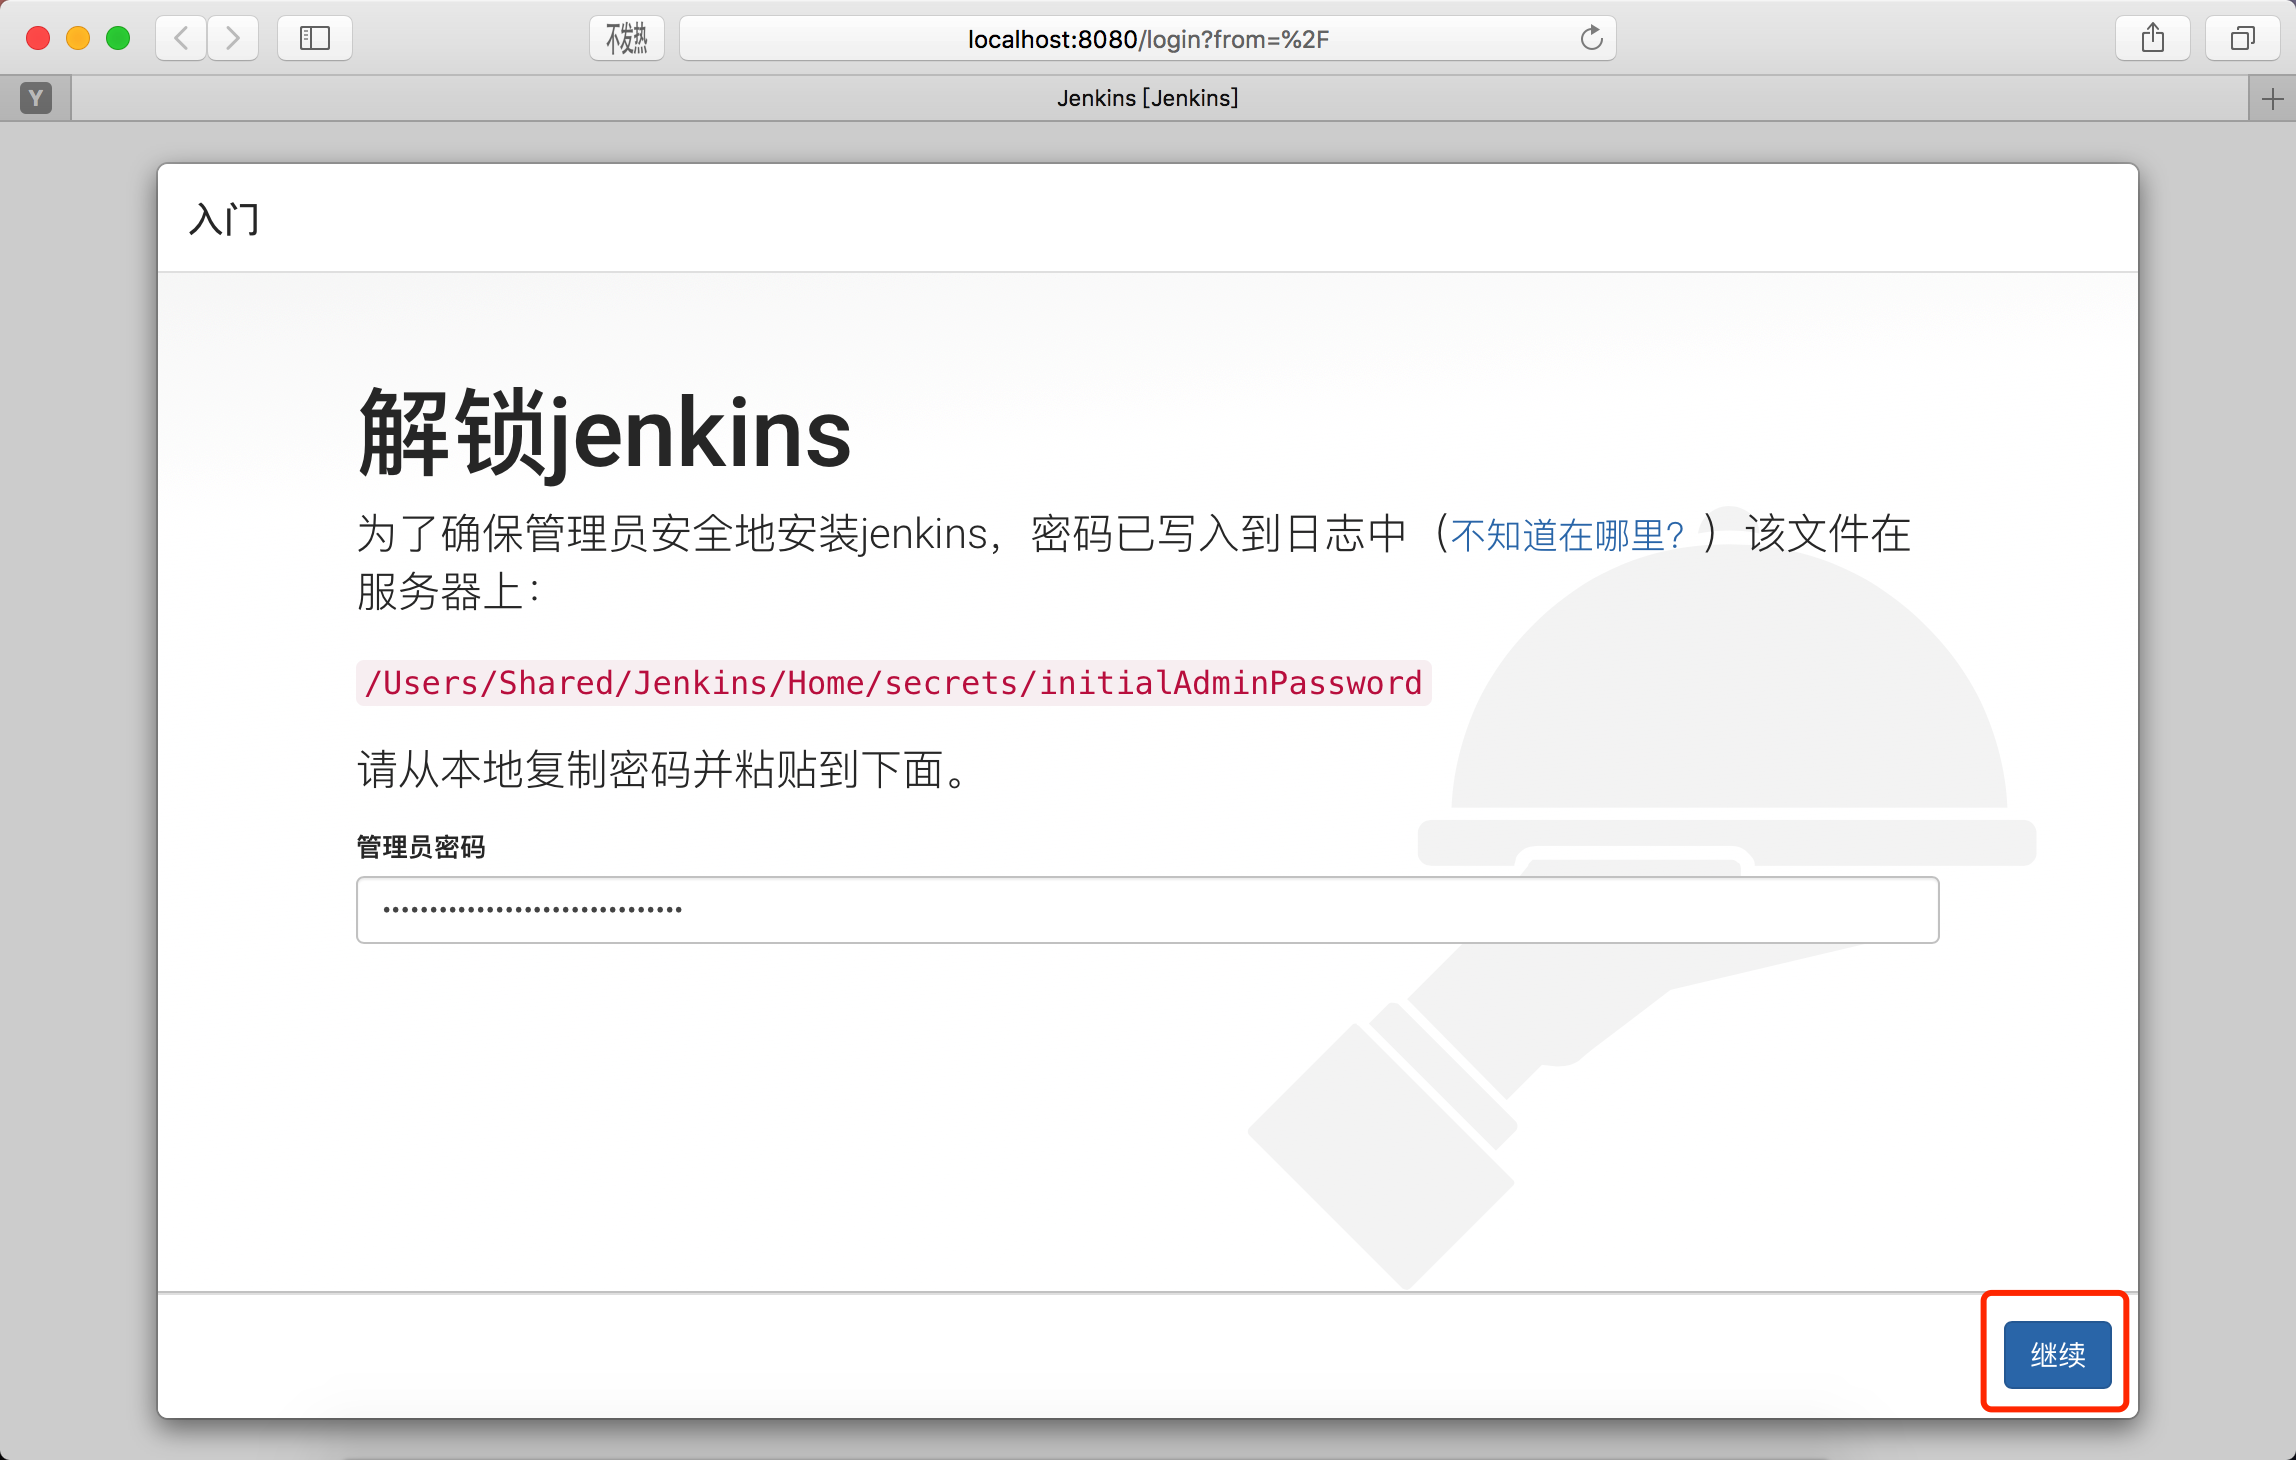 不发热
localhost:8080/login?from=%2F
Y
Jenkins [Jenkins]
入门
解锁jenkins
为了确保管理员安全地安装jenkins，密码已写入到日志中（不知道在哪里？）该文件在
服务器上：
/Users/Shared/Jenkins/Home/secrets/initialAdminPassword
请从本地复制密码并粘贴到下面。
管理员密码
••••••••••••••••••••••••••••••••
继续